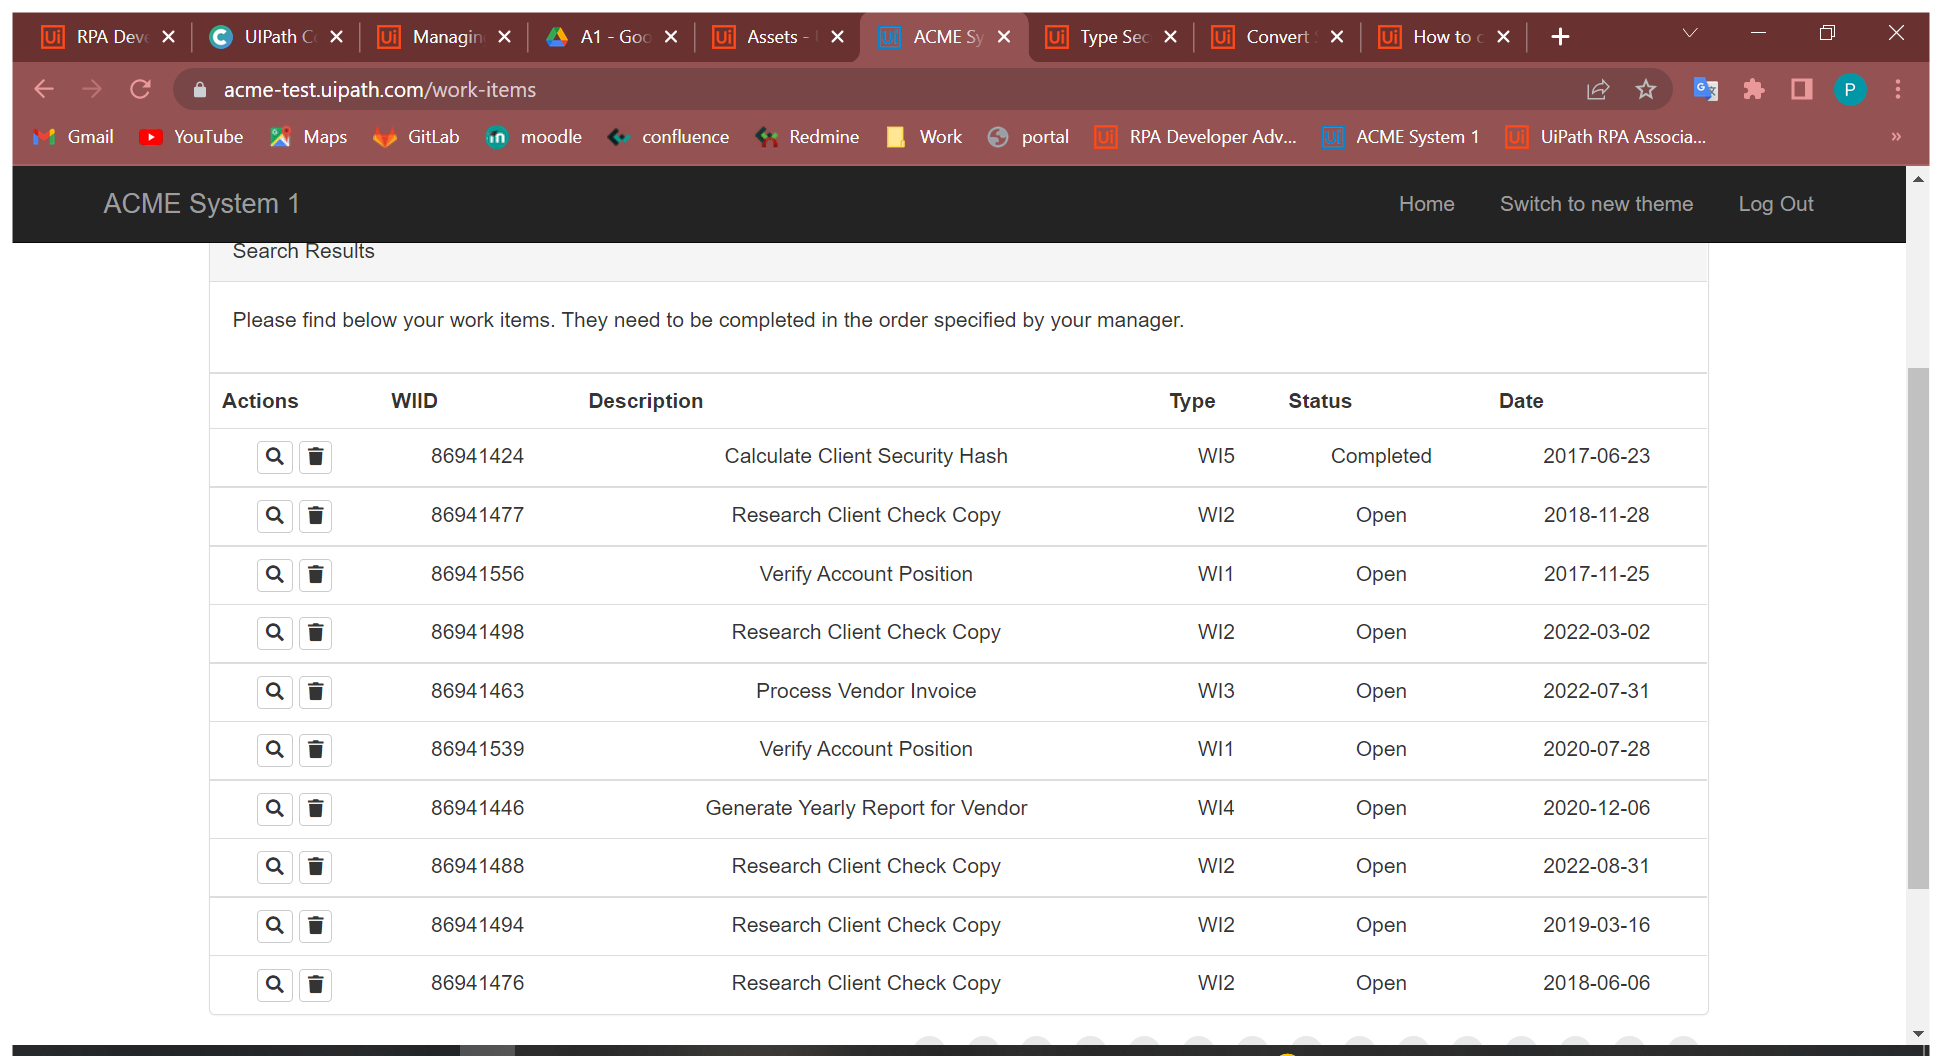 RPA Deve UIPath C Managin A1 - Goo Assets - ACME Sy Type Sec Convert How to c
acme-test.uipath.com/work-items P
Gmail YouTube Maps GitLab moodle confluence Redmine Work portal RPA Developer Adv... ACME System 1 UiPath RPA Associa... »
ACME System 1 Home Switch to new theme Log Out
Search Results
Please find below your work items. They need to be completed in the order specified by your manager.
Actions WIID Description Type Status Date
86941424 Calculate Client Security Hash WI5 Completed 2017-06-23
86941477 Research Client Check Copy WI2 Open 2018-11-28
86941556 Verify Account Position WI1 Open 2017-11-25
86941498 Research Client Check Copy WI2 Open 2022-03-02
86941463 Process Vendor Invoice WI3 Open 2022-07-31
86941539 Verify Account Position WI1 Open 2020-07-28
86941446 Generate Yearly Report for Vendor WI4 Open 2020-12-06
86941488 Research Client Check Copy WI2 Open 2022-08-31
86941494 Research Client Check Copy WI2 Open 2019-03-16
86941476 Research Client Check Copy WI2 Open 2018-06-06